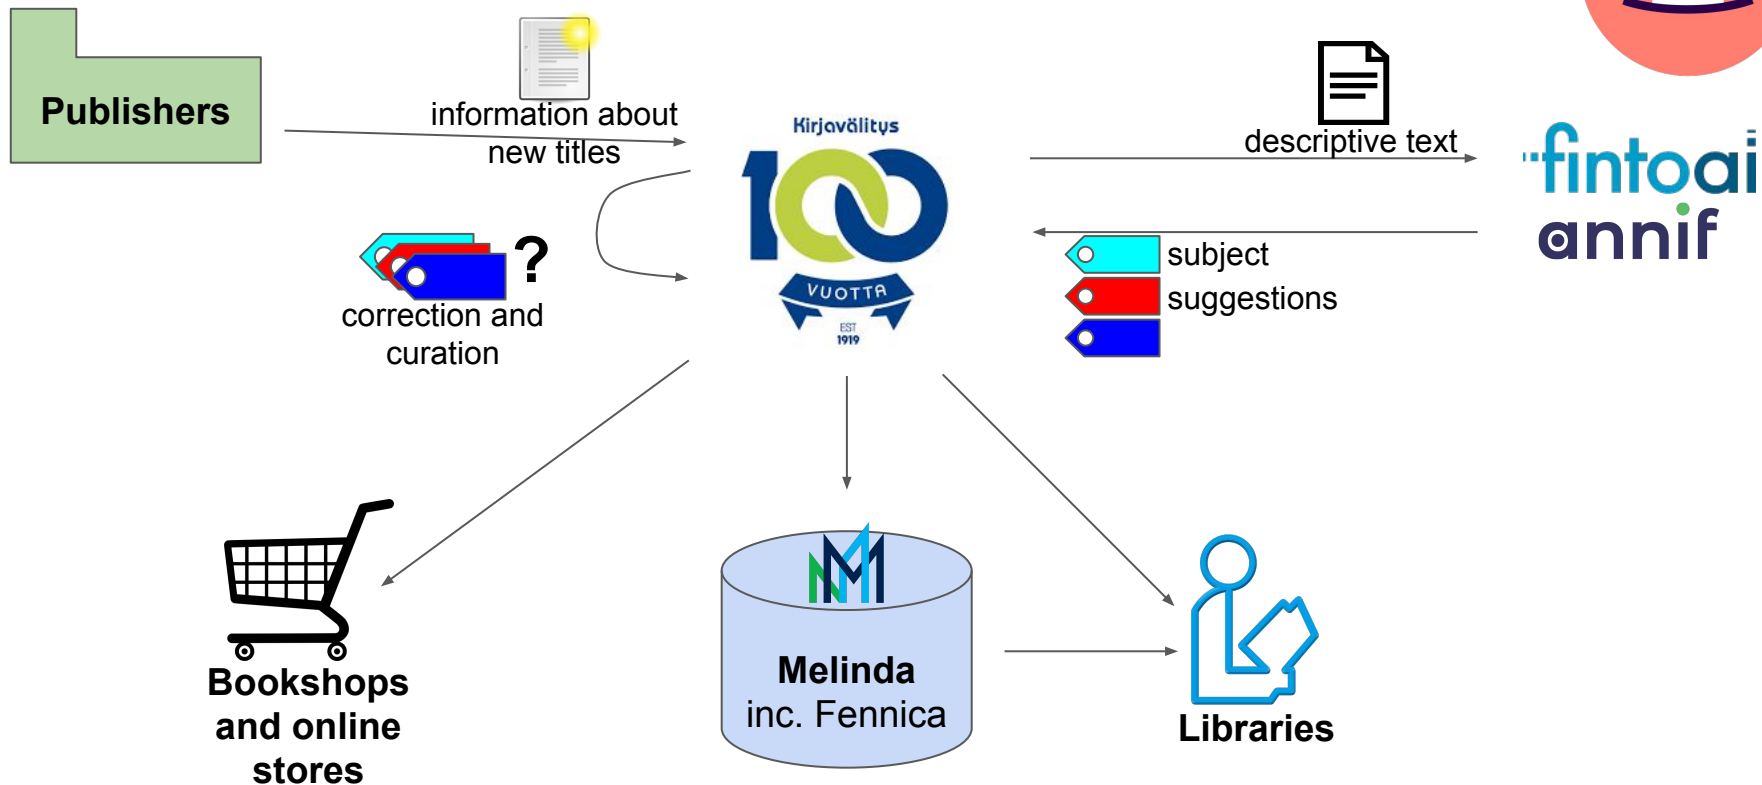 Publishers
information about
new titles
Kirjavälitys
100
VUOTTA
EST
1919
descriptive text
fintoai
annif
subject
suggestions
?
correction and
curation
Bookshops
and online
stores
Melinda
inc. Fennica
Libraries